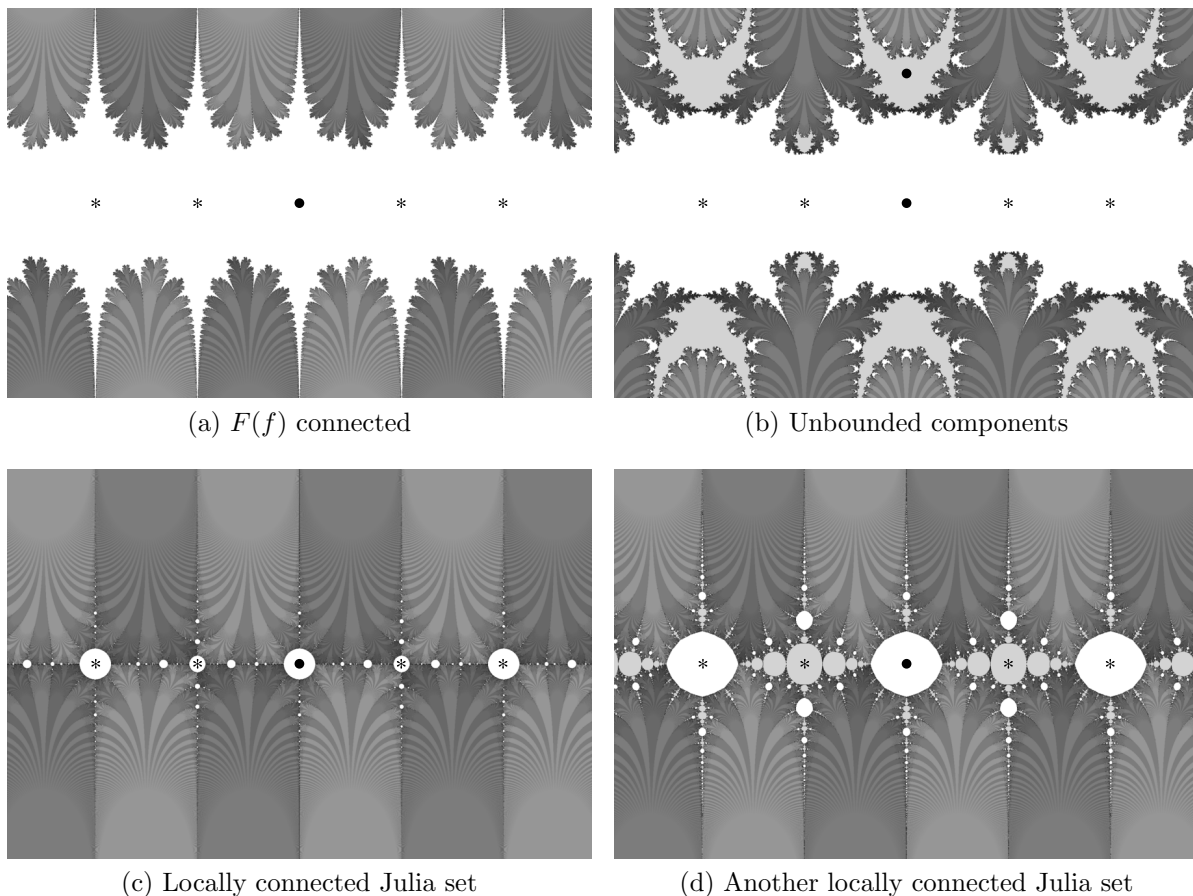 (a) F(f) connected
(b) Unbounded components
(c) Locally connected Julia set
(d) Another locally connected Julia set